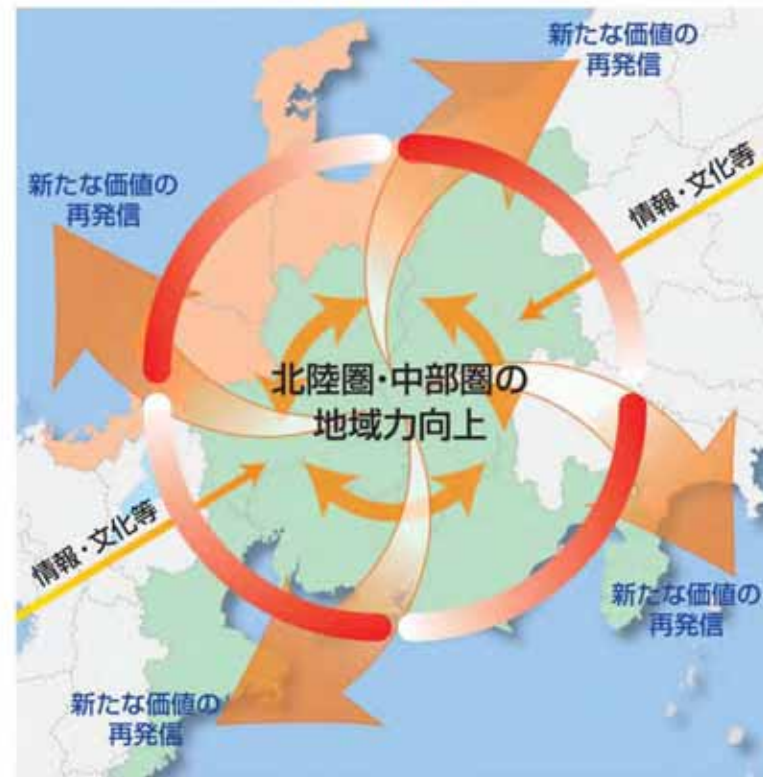 新たな価値の
再発信
新たな価値の
再発信
情報・文化等
北陸圏・中部圏の
地域力向上
情報・文化等
新たな価値の
再発信
新たな価値の
再発信